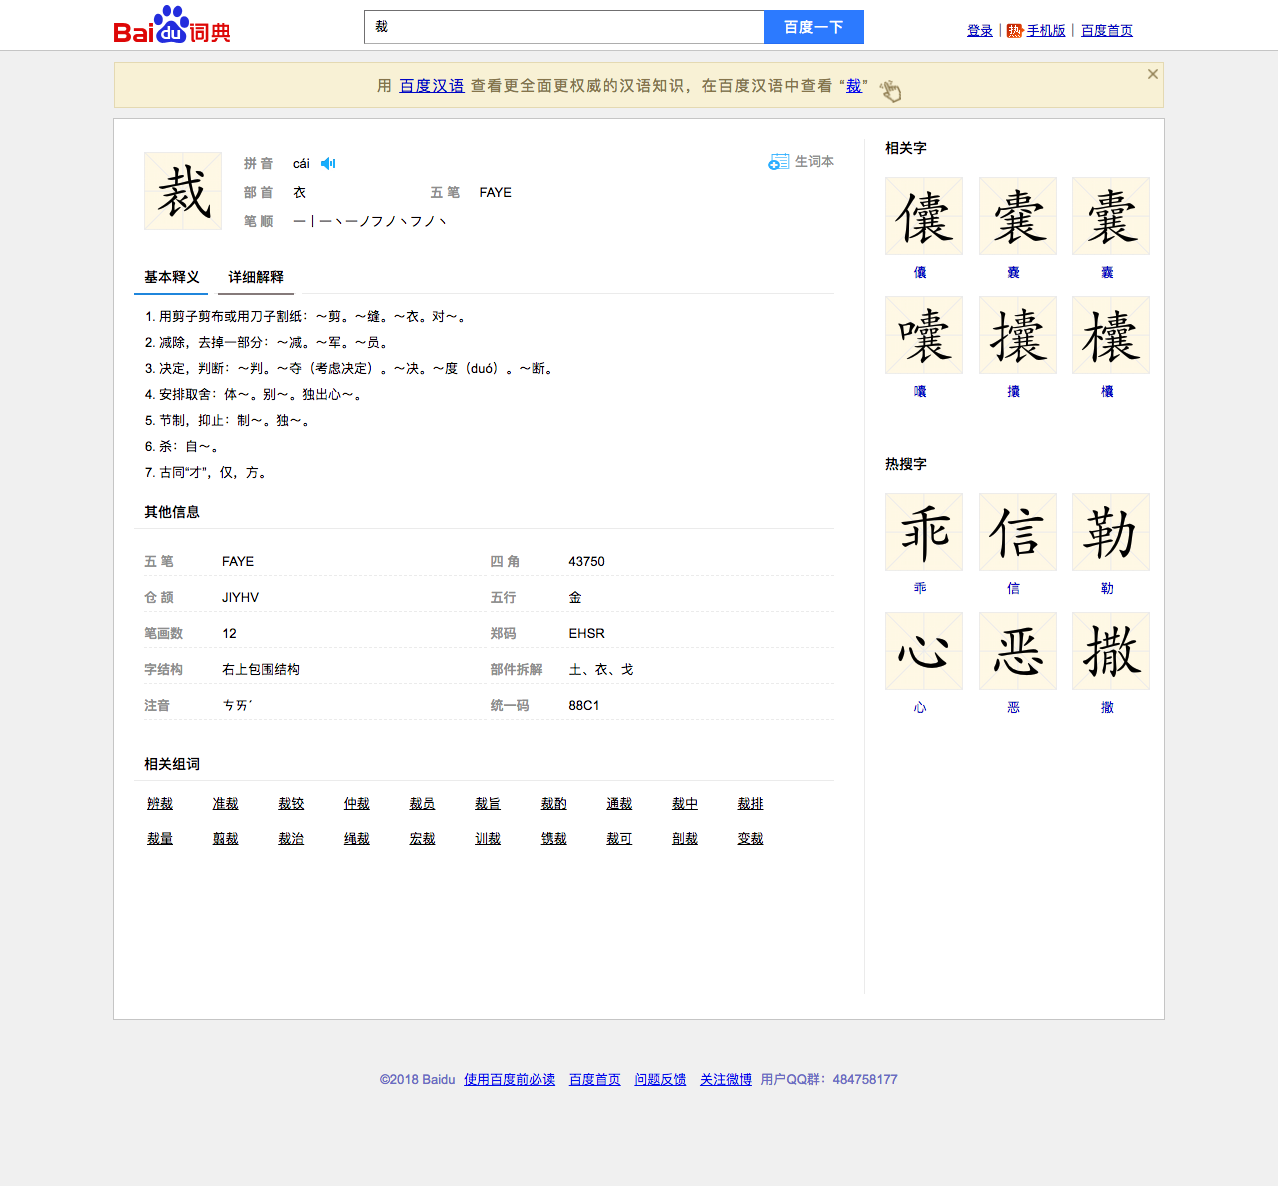 Baidu词典
裁
百度一下
登录 | 热 手机版 | 百度首页
用 百度汉语 查看更全面更权威的汉语知识，在百度汉语中查看 “裁”
裁
拼 音 cái
生词本
部 首 衣 五 笔 FAYE
笔 顺 一丨一丶一ノフノ丶フノ丶
基本释义 详细解释
1. 用剪子剪布或用刀子割纸：～剪。～缝。～衣。对～。
2. 减除，去掉一部分：～减。～军。～员。
3. 决定，判断：～判。～夺（考虑决定）。～决。～度（duó）。～断。
4. 安排取舍：体～。别～。独出心～。
5. 节制，抑止：制～。独～。
6. 杀：自～。
7. 古同“才”，仅，方。
其他信息
五 笔 FAYE 四 角 43750
仓 颉 JIYHV 五行 金
笔画数 12 郑码 EHSR
字结构 右上包围结构 部件拆解 土、衣、戈
注音 ㄘㄞˊ 统一码 88C1
相关组词
辨裁 准裁 裁铰 仲裁 裁员 裁旨 裁酌 通裁 裁中 裁排
裁量 翦裁 裁治 绳裁 宏裁 训裁 镌裁 裁可 剖裁 变裁
相关字
儾 囊 囊
儾 囊 囊
囔 攮 欜
囔 攮 欜
热搜字
乖 信 勒
乖 信 勒
心 恶 撒
心 恶 撒
©2018 Baidu 使用百度前必读 百度首页 问题反馈 关注微博 用户QQ群：484758177